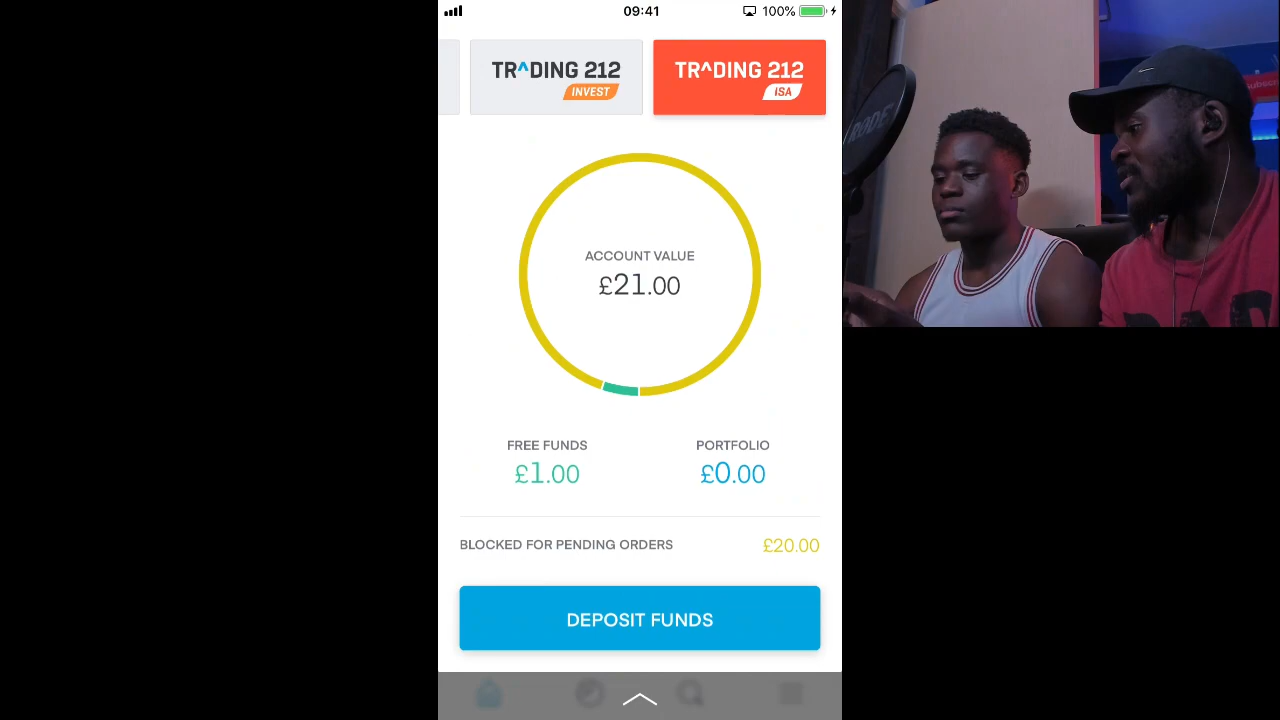 09:41
100%
TR^DING 212
INVEST
TR^DING 212
ISA
ACCOUNT VALUE
£21.00
FREE FUNDS
£1.00
PORTFOLIO
£0.00
BLOCKED FOR PENDING ORDERS
£20.00
DEPOSIT FUNDS
RODE